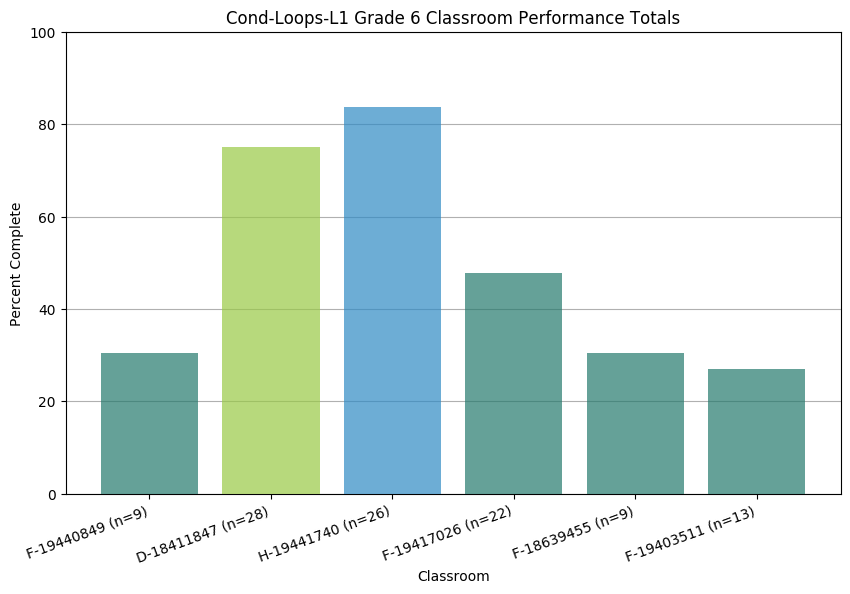 Cond-Loops-L1 Grade 6 Classroom Performance Totals
100
80
60
40
20
0
Percent Complete
F-19440849 (n=9)
D-18411847 (n=28)
H-19441740 (n=26)
F-19417026 (n=22)
F-18639455 (n=9)
F-19403511 (n=13)
Classroom